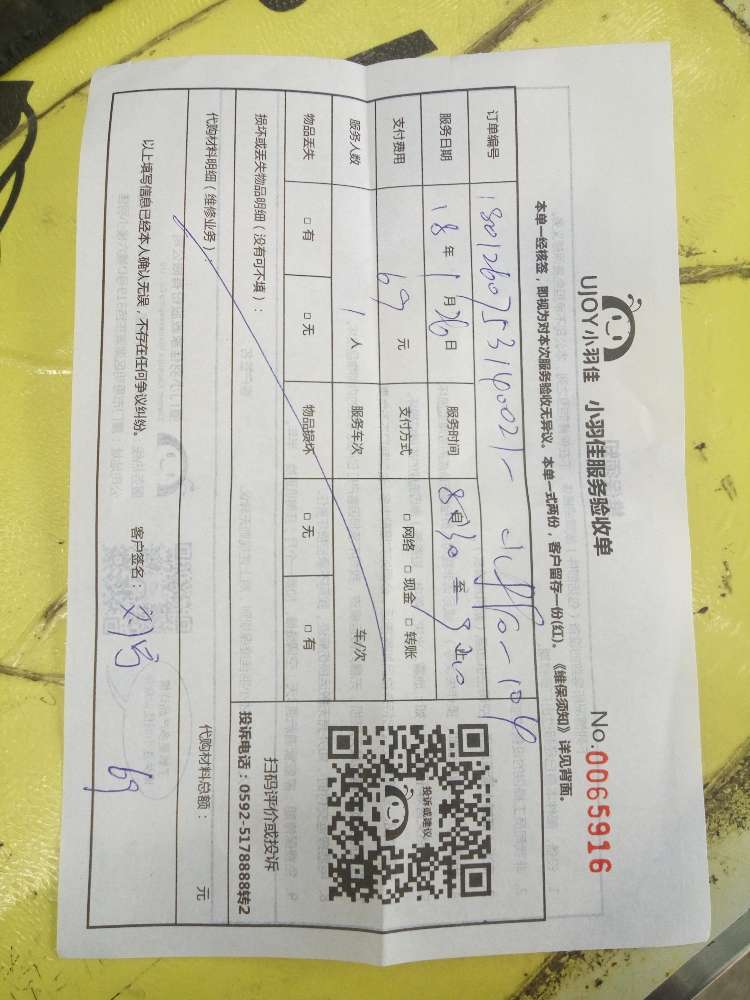 UJOY小羽佳 小羽佳服务验收单
No.0065916
本单一经核签，即视为对本次服务验收无异议。本单一式两份，客户留存一份(红)。《维保须知》详见背面。
订单编号
服务日期 18年1月26日 服务时间 8:30至9:20
支付费用 69元 支付方式 □网络 □现金 □转账
服务人数 1人 服务车次 车/次
物品丢失 □有 □无 物品损坏 □无 □有
投诉或建议
扫码评价或投诉
投诉电话：0592-5178888转2
损坏或丢失物品明细（没有可不填）：
代购材料明细（维修业务）：
代购材料总额： 元
以上填写信息已经本人确认无误，不存在任何争议纠纷。 客户签名： 69